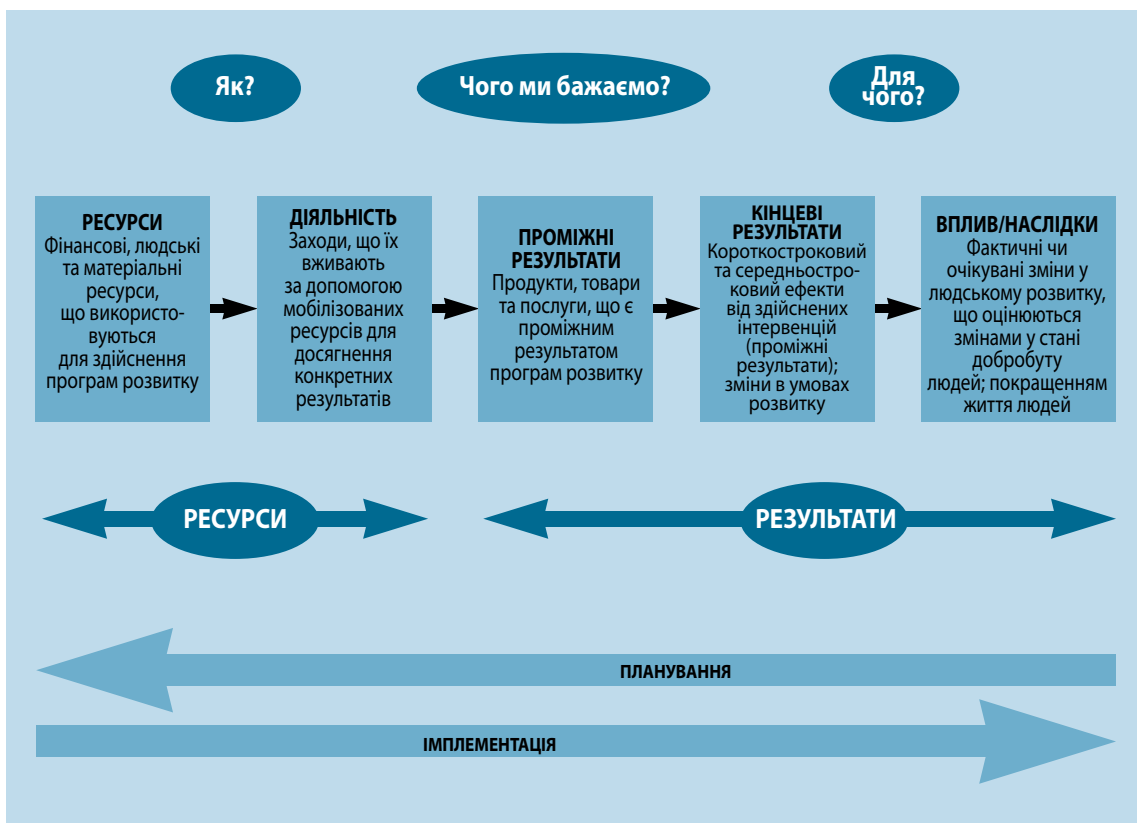 Як?
Чого ми бажаємо?
Для
чого?
РЕСУРСИ
Фінансові, людські
та матеріальні
ресурси,
що використо-
вуються
для здійснення
програм розвитку
ДІЯЛЬНІСТЬ
Заходи, що їх
вживають
за допомогою
мобілізованих
ресурсів для
досягнення
конкретних
результатів
ПРОМІЖНІ
РЕЗУЛЬТАТИ
Продукти, товари
та послуги, що є
проміжним
результатом
програм розвитку
КІНЦЕВІ
РЕЗУЛЬТАТИ
Короткостроковий
та середньостро-
ковий ефекти
від здійснених
інтервенцій
(проміжні
результати);
зміни в умовах
розвитку
ВПЛИВ/НАСЛІДКИ
Фактичні чи
очікувані зміни у
людському розвитку,
що оцінюються
змінами у стані
добробуту
людей; покращенням
життя людей
РЕСУРСИ
РЕЗУЛЬТАТИ
ПЛАНУВАННЯ
ІМПЛЕМЕНТАЦІЯ